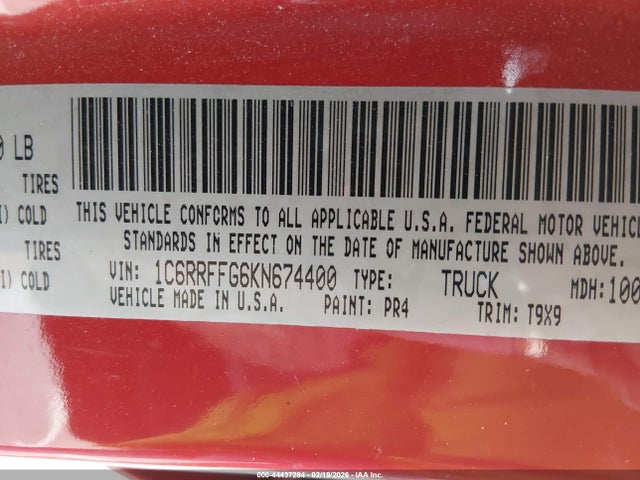 0 LB
TIRES
I) COLD
TIRES
I) COLD
THIS VEHICLE CONFORMS TO ALL APPLICABLE U.S.A. FEDERAL MOTOR VEHICL
STANDARDS IN EFFECT ON THE DATE OF MANUFACTURE SHOWN ABOVE.
VIN: 1C6RRFFG6KN674400 TYPE: TRUCK MDH:100
VEHICLE MADE IN U.S.A. PAINT: PR4 TRIM: T9X9
000-44437284 - 02/19/2026 - IAA Inc.